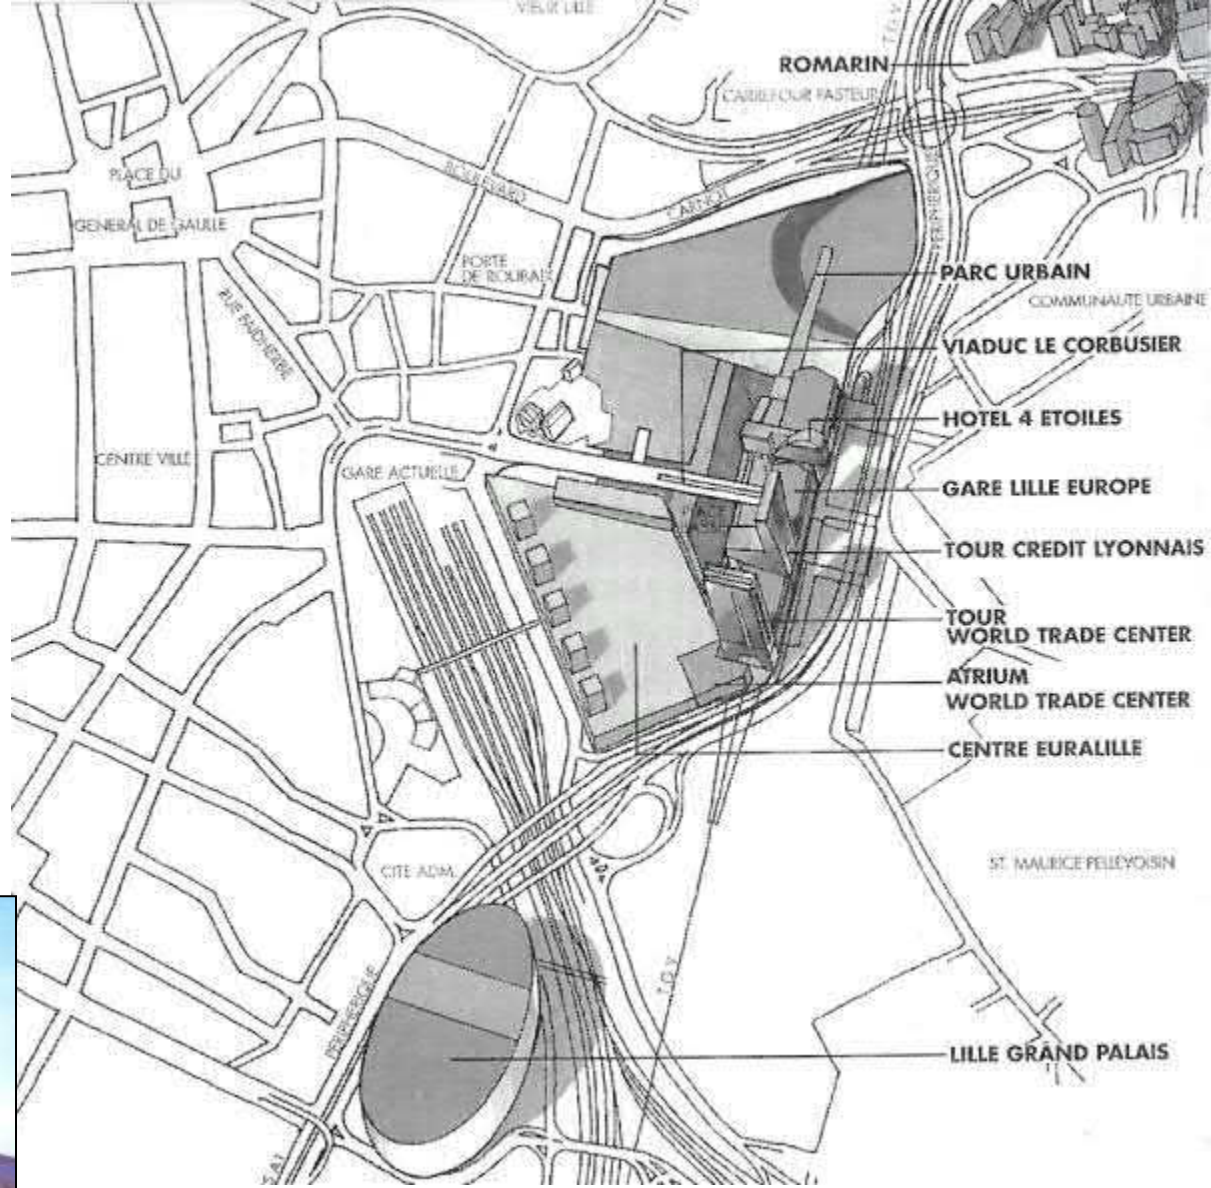 VIEUX LILLE
TGV
ROMARIN
CARREFOUR PASTEUR
PLACE DU
GENERAL DE GAULLE
BOULEVARD
CARNOT
PERIPHERIQUE
PORTE
DE ROUBAIX
PARC URBAIN
COMMUNAUTE URBAINE
RUE FAIDHERBE
VIADUC LE CORBUSIER
HOTEL 4 ETOILES
CENTRE VILLE
GARE ACTUELLE
GARE LILLE EUROPE
TOUR CREDIT LYONNAIS
TOUR
WORLD TRADE CENTER
ATRIUM
WORLD TRADE CENTER
CENTRE EURALILLE
CITE ADM.
ST. MAURICE PELLEVOISIN
PERIPHERIQUE
TGV
LILLE GRAND PALAIS